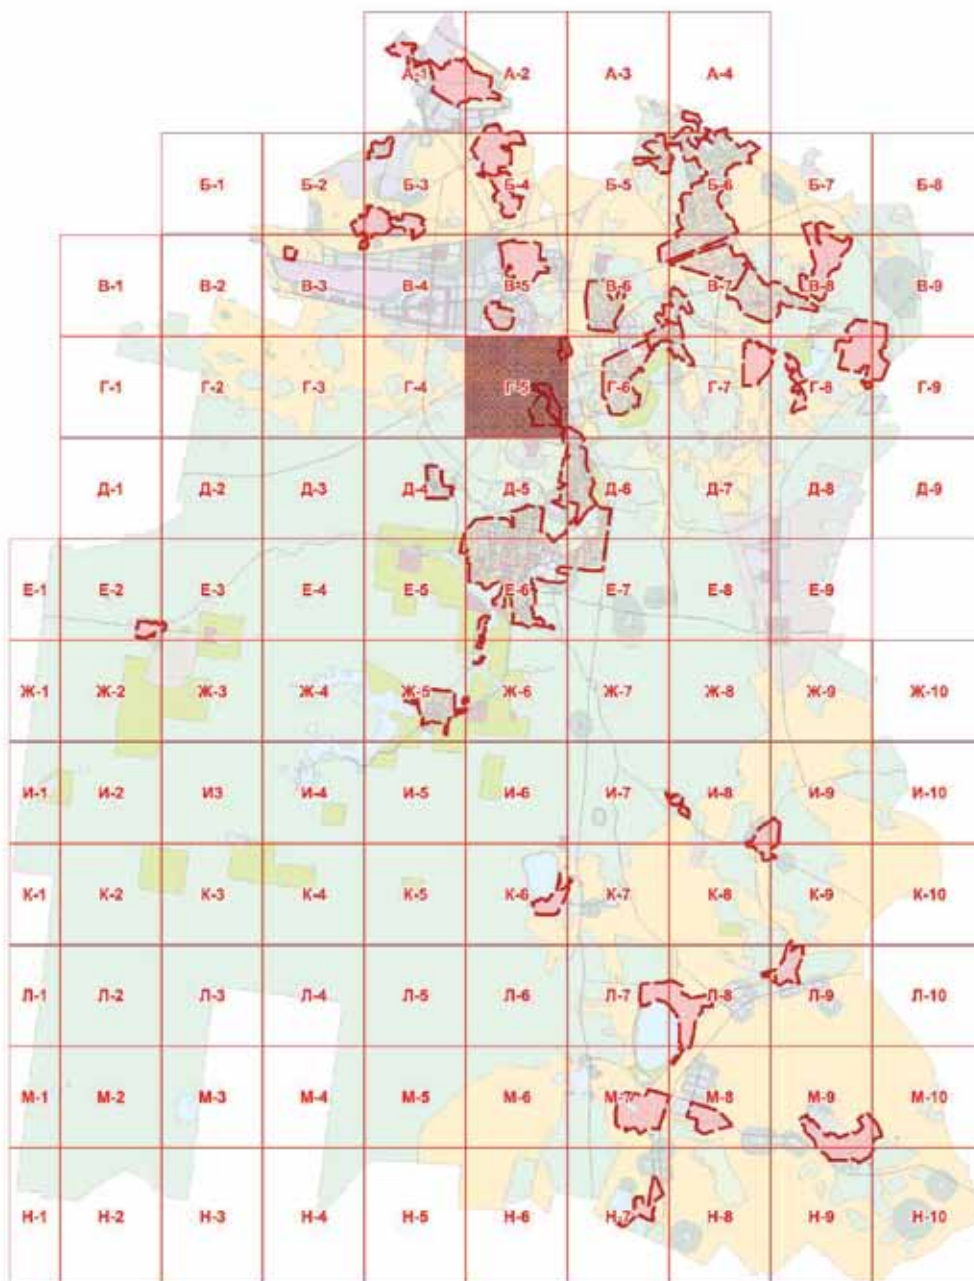 А-1 А-2 А-3 А-4
Б-1 Б-2 Б-3 Б-4 Б-5 Б-6 Б-7 Б-8
В-1 В-2 В-3 В-4 В-5 В-6 В-7 В-8 В-9
Г-1 Г-2 Г-3 Г-4 Г-5 Г-6 Г-7 Г-8 Г-9
Д-1 Д-2 Д-3 Д-4 Д-5 Д-6 Д-7 Д-8 Д-9
Е-1 Е-2 Е-3 Е-4 Е-5 Е-6 Е-7 Е-8 Е-9
Ж-1 Ж-2 Ж-3 Ж-4 Ж-5 Ж-6 Ж-7 Ж-8 Ж-9 Ж-10
И-1 И-2 И3 И-4 И-5 И-6 И-7 И-8 И-9 И-10
К-1 К-2 К-3 К-4 К-5 К-6 К-7 К-8 К-9 К-10
Л-1 Л-2 Л-3 Л-4 Л-5 Л-6 Л-7 Л-8 Л-9 Л-10
М-1 М-2 М-3 М-4 М-5 М-6 М-7 М-8 М-9 М-10
Н-1 Н-2 Н-3 Н-4 Н-5 Н-6 Н-7 Н-8 Н-9 Н-10